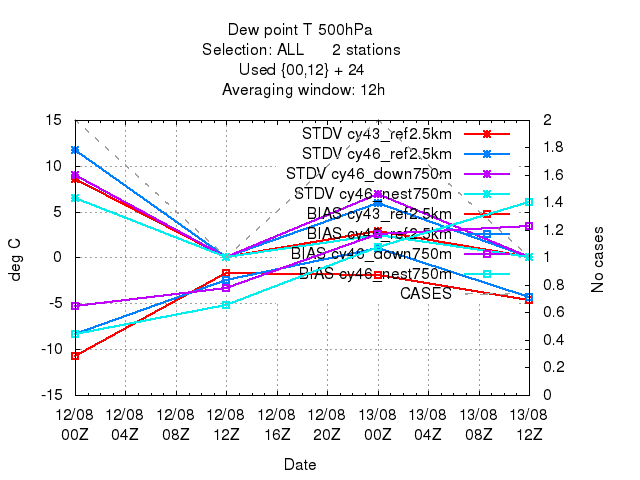 Dew point T 500hPa
Selection: ALL 2 stations
Used {00,12} + 24
Averaging window: 12h
15
10
5
0
-5
-10
-15
deg C
2
1.8
1.6
1.4
1.2
1
0.8
0.6
0.4
0.2
0
No cases
STDV cy43_ref2.5km
STDV cy46_ref2.5km
STDV cy46_down750m
STDV cy46_nest750m
BIAS cy43_ref2.5km
BIAS cy46_ref2.5km
BIAS cy46_down750m
BIAS cy46_nest750m
CASES
12/08 12/08 12/08 12/08 12/08 12/08 13/08 13/08 13/08 13/08
00Z 04Z 08Z 12Z 16Z 20Z 00Z 04Z 08Z 12Z
Date